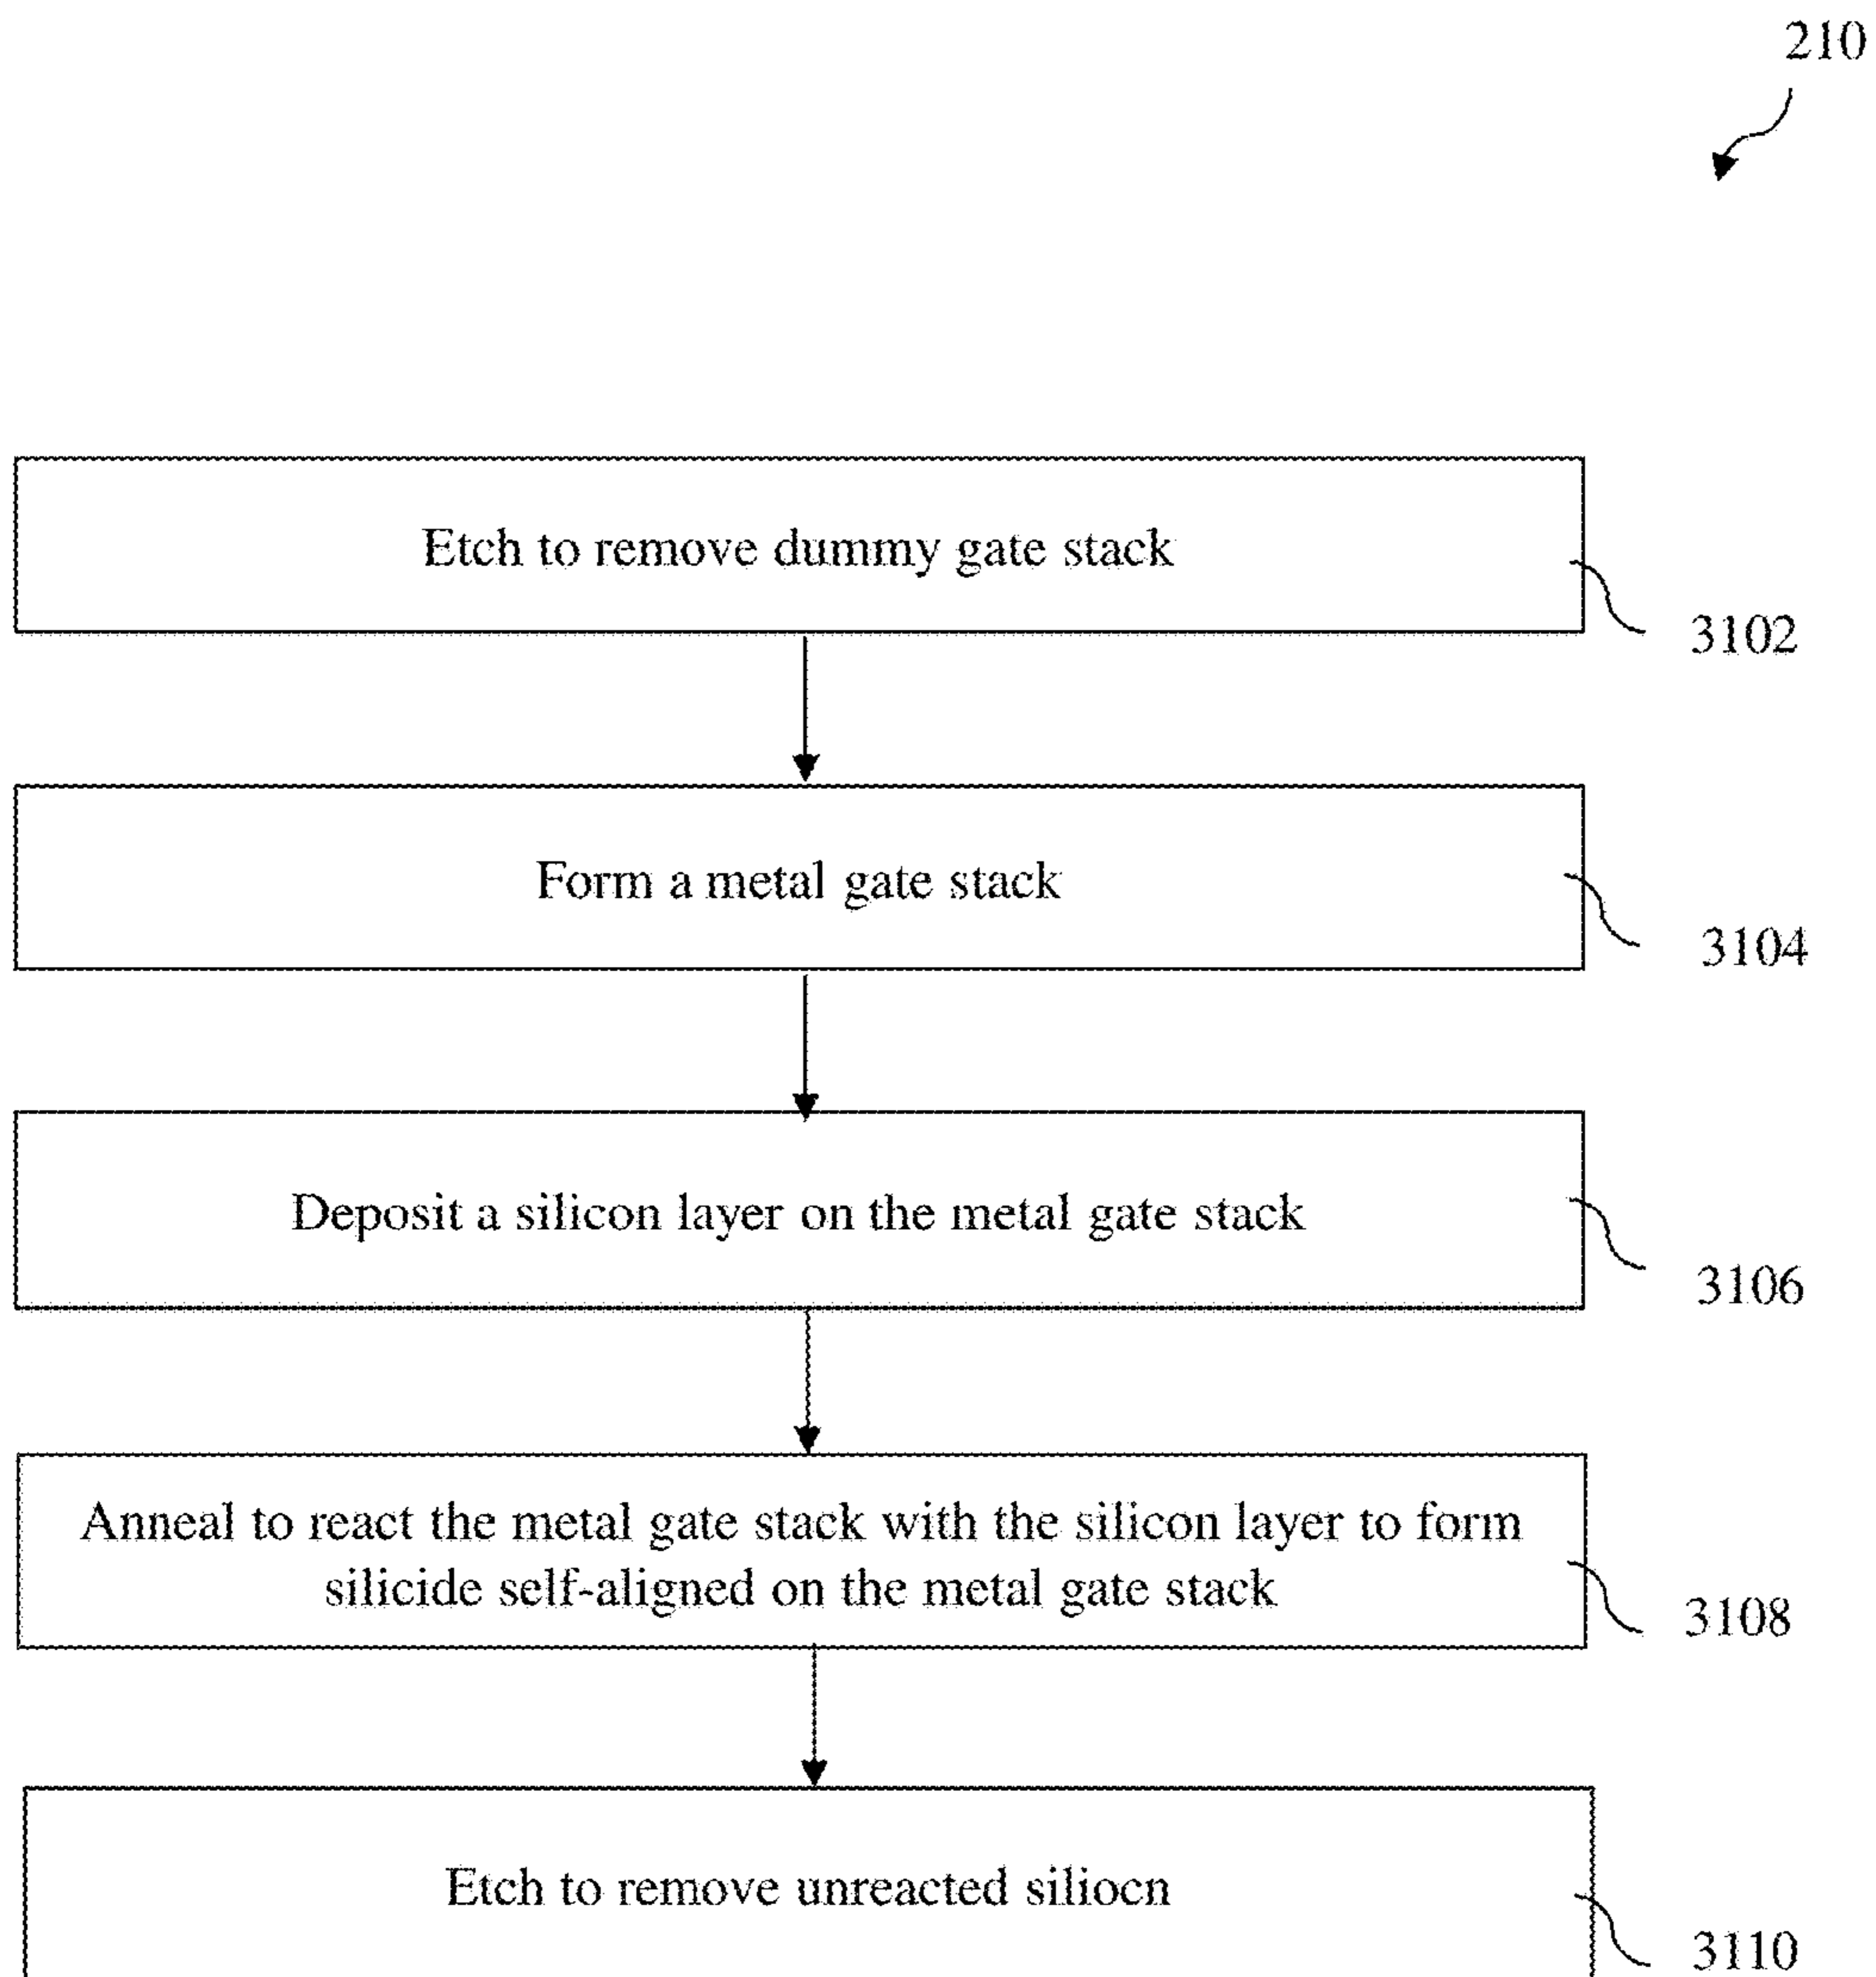 210
Etch to remove dummy gate stack
3102
Form a metal gate stack
3104
Deposit a silicon layer on the metal gate stack
3106
Anneal to react the metal gate stack with the silicon layer to form
silicide self-aligned on the metal gate stack
3108
Etch to remove unreacted siliocn
3110